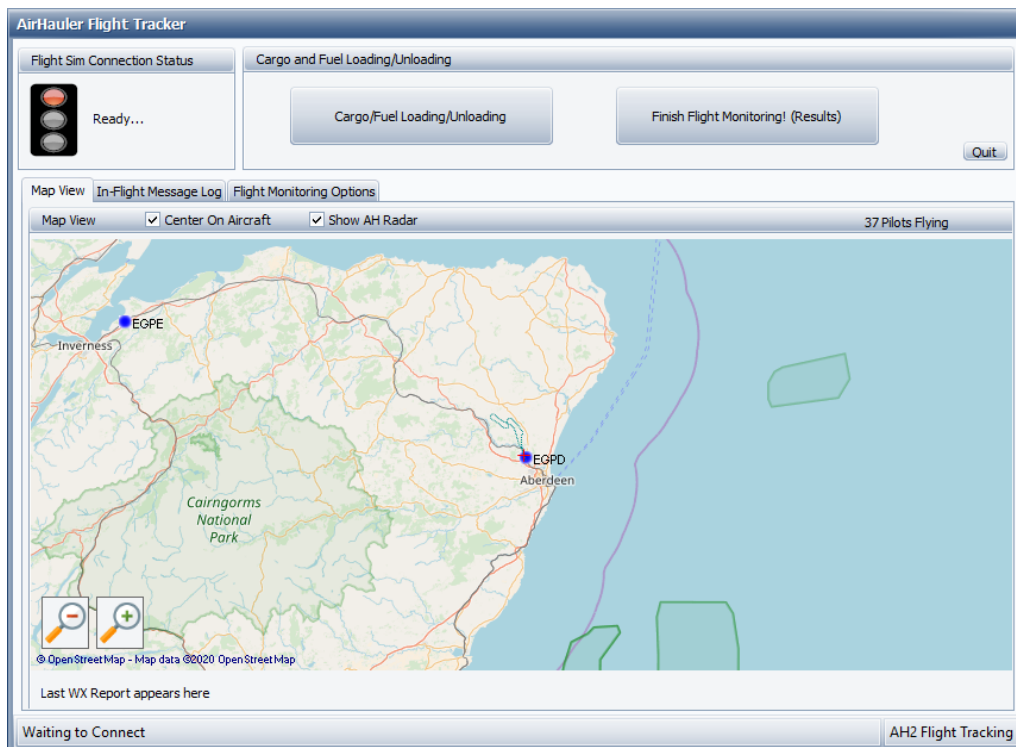 AirHauler Flight Tracker
Flight Sim Connection Status
Cargo and Fuel Loading/Unloading
Ready...
Cargo/Fuel Loading/Unloading
Finish Flight Monitoring! (Results)
Quit
Map View
In-Flight Message Log
Flight Monitoring Options
Map View
Center On Aircraft
Show AH Radar
37 Pilots Flying
EGPE
Inverness
EGPD
Aberdeen
Cairngorms
National
Park
© OpenStreetMap - Map data ©2020 OpenStreetMap
Last WX Report appears here
Waiting to Connect
AH2 Flight Tracking